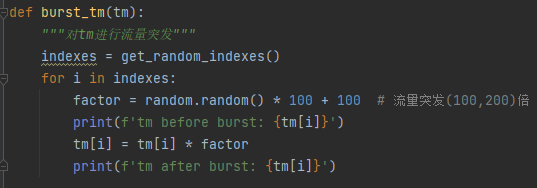 def burst_tm(tm):
    """对tm进行流量突发"""
    indexes = get_random_indexes()
    for i in indexes:
        factor = random.random() * 100 + 100  # 流量突发(100,200)倍
        print(f'tm before burst: {tm[i]}')
        tm[i] = tm[i] * factor
        print(f'tm after burst: {tm[i]}')